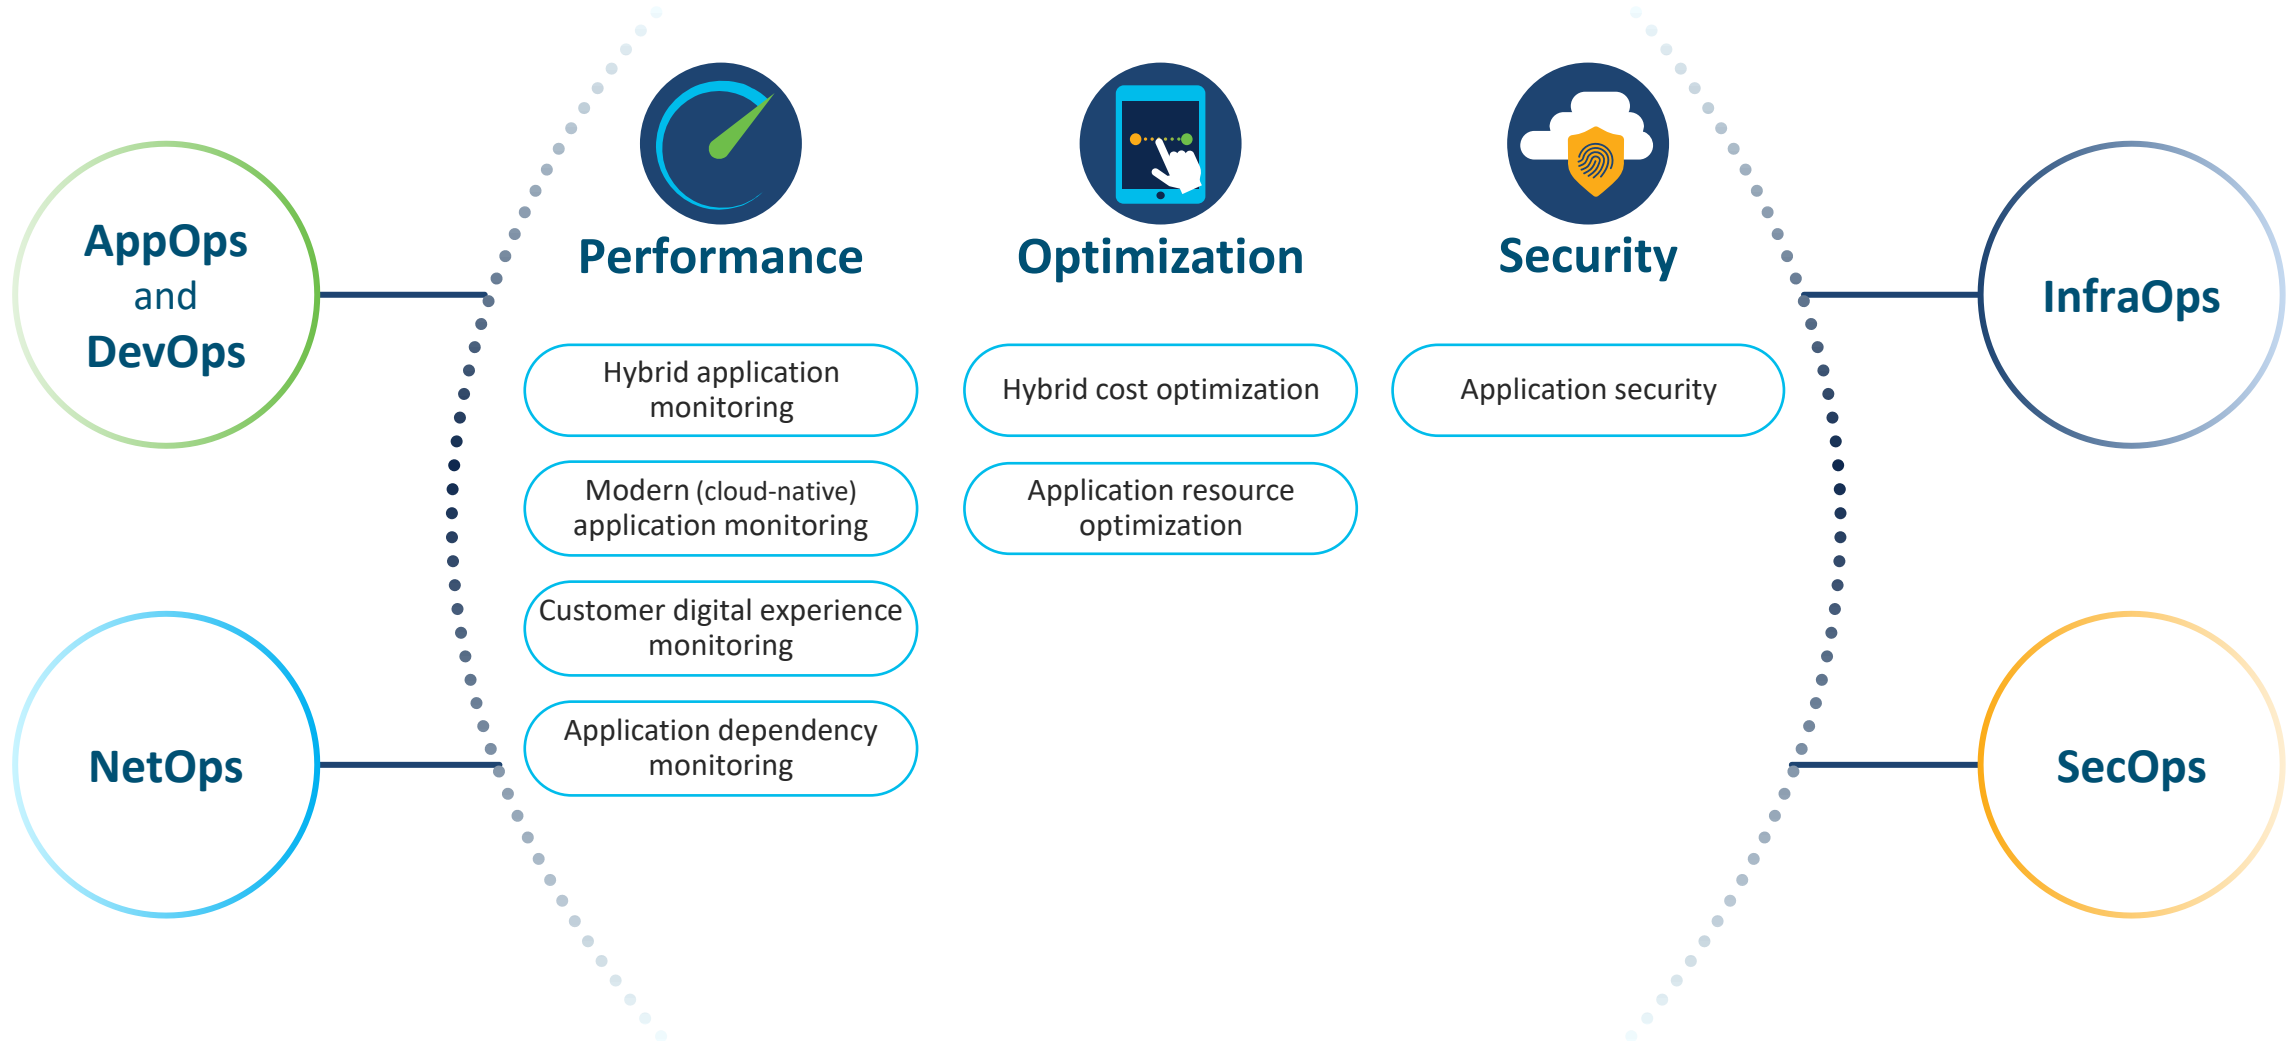 AppOps
and
DevOps
NetOps
Performance
Hybrid application
monitoring
Modern (cloud-native)
application monitoring
Customer digital experience
monitoring
Application dependency
monitoring
Optimization
Hybrid cost optimization
Application resource
optimization
Security
Application security
InfraOps
SecOps